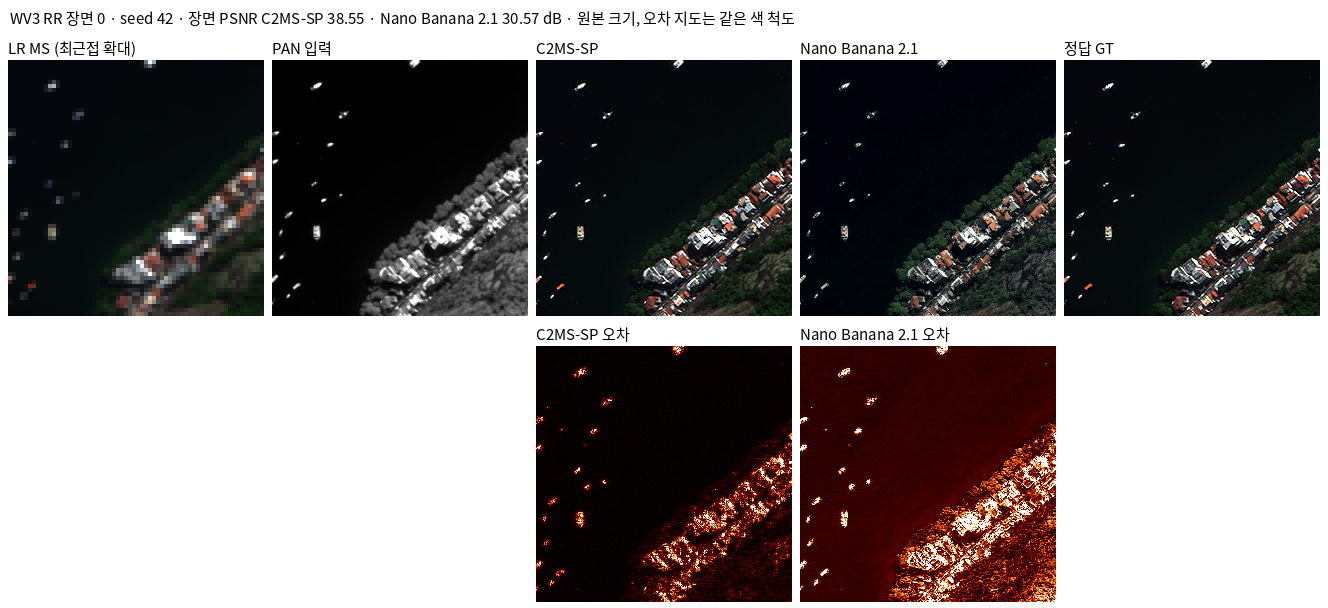 WV3 RR 장면 0 · seed 42 · 장면 PSNR C2MS-SP 38.55 · Nano Banana 2.1 30.57 dB · 원본 크기, 오차 지도는 같은 색 척도
LR MS (최근접 확대)
PAN 입력
C2MS-SP
Nano Banana 2.1
정답 GT
C2MS-SP 오차
Nano Banana 2.1 오차